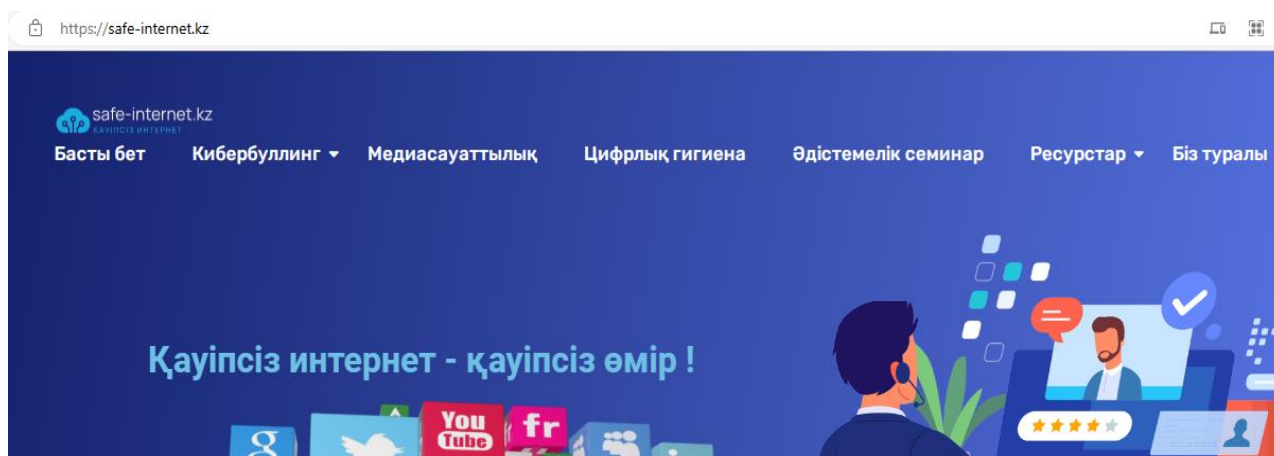 https://safe-internet.kz
safe-internet.kz
ҚАУІПСІЗ ИНТЕРНЕТ
Басты бет Кибербуллинг Медиасауаттылық Цифрлық гигиена Әдістемелік семинар Ресурстар Біз туралы
Қауіпсіз интернет - қауіпсіз өмір !
You
Tube
fr
g